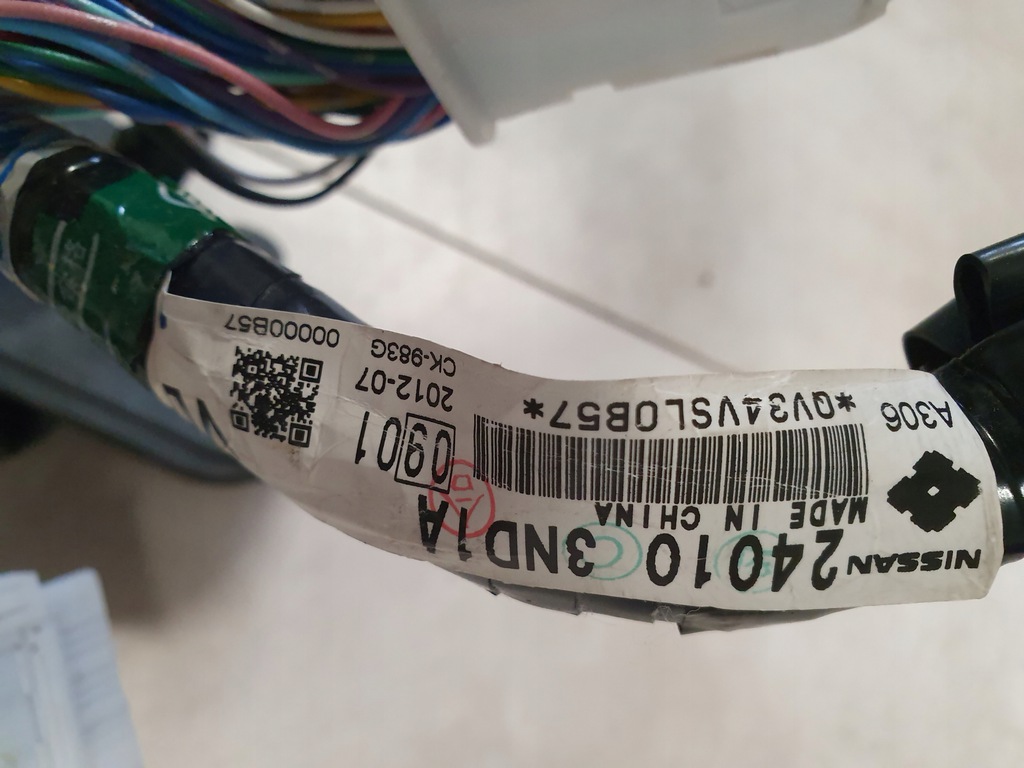 NISSAN 24010 3ND1A
MADE IN CHINA
A306
*QV34VSL0B57*
0901
2012-07
CK-983G
00000B57